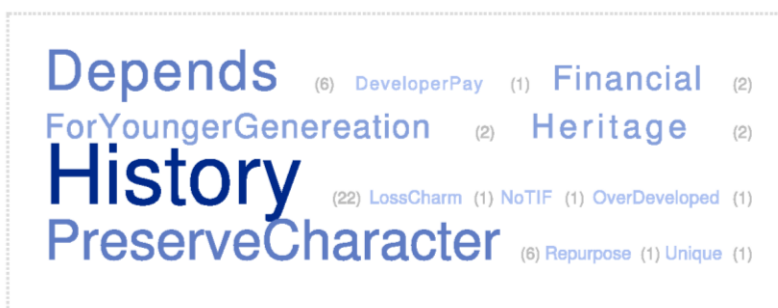 Depends (6) DeveloperPay (1) Financial (2)
ForYoungerGenereation (2) Heritage (2)
History (22) LossCharm (1) NoTIF (1) OverDeveloped (1)
PreserveCharacter (6) Repurpose (1) Unique (1)